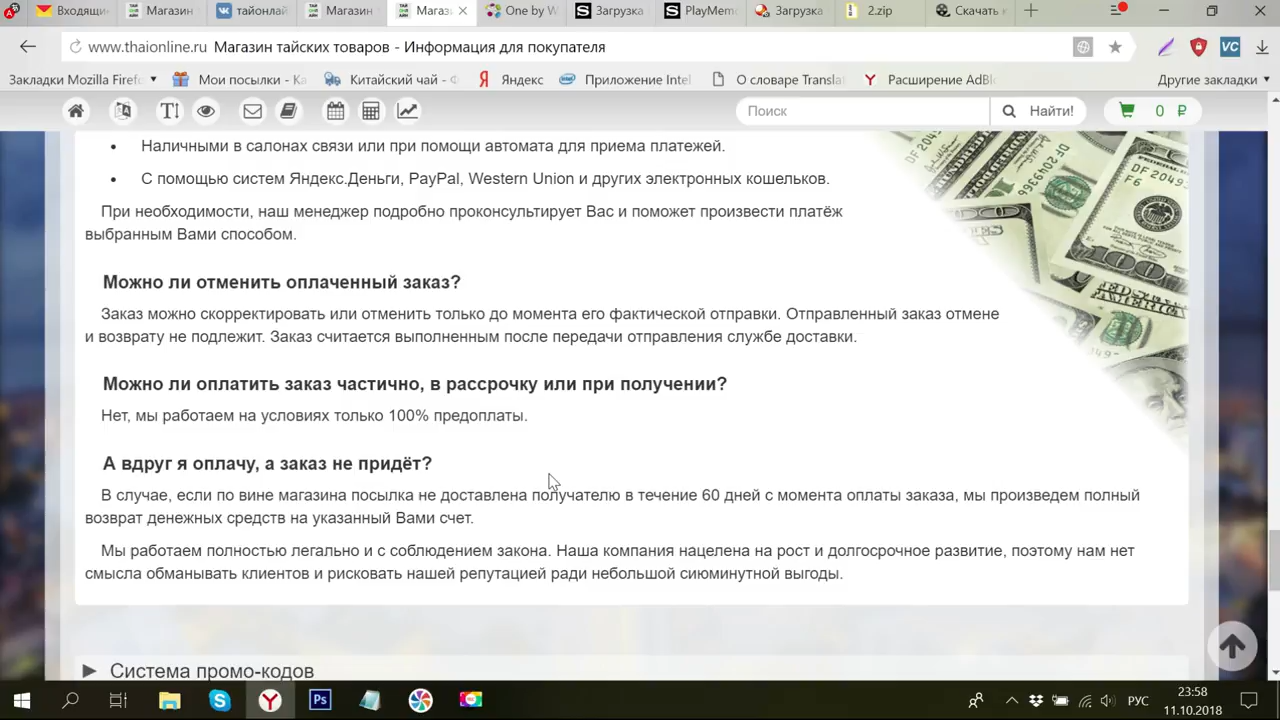 Входящи
Магазин
тайонлай
Магазин
Магаз
One by W
Загрузка
PlayMem
Загрузка
2.zip
Скачать к
www.thaionline.ru Магазин тайских товаров - Информация для покупателя
Закладки Mozilla Firef
Мои посылки - Ка
Китайский чай - Ф
Яндекс
Приложение Intel
О словаре Transla
Расширение AdBl
Другие закладки
Поиск
Найти!
0 ₽
• Наличными в салонах связи или при помощи автомата для приема платежей.
• С помощью систем Яндекс.Деньги, PayPal, Western Union и других электронных кошельков.
При необходимости, наш менеджер подробно проконсультирует Вас и поможет произвести платёж
выбранным Вами способом.
Можно ли отменить оплаченный заказ?
Заказ можно скорректировать или отменить только до момента его фактической отправки. Отправленный заказ отмене
и возврату не подлежит. Заказ считается выполненным после передачи отправления службе доставки.
Можно ли оплатить заказ частично, в рассрочку или при получении?
Нет, мы работаем на условиях только 100% предоплаты.
А вдруг я оплачу, а заказ не придёт?
В случае, если по вине магазина посылка не доставлена получателю в течение 60 дней с момента оплаты заказа, мы произведем полный
возврат денежных средств на указанный Вами счет.
Мы работаем полностью легально и с соблюдением закона. Наша компания нацелена на рост и долгосрочное развитие, поэтому нам нет
смысла обманывать клиентов и рисковать нашей репутацией ради небольшой сиюминутной выгоды.
Система промо-кодов
РУС
23:58
11.10.2018